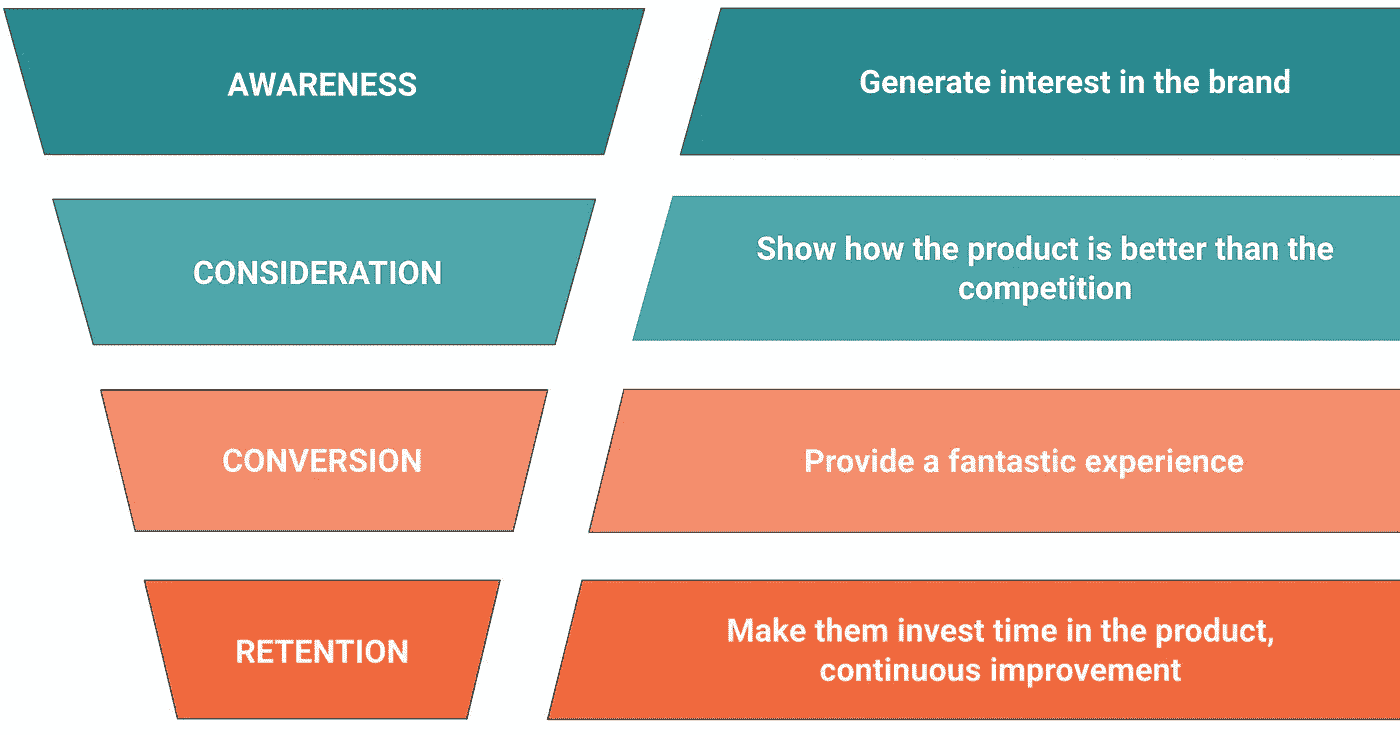 AWARENESS
Generate interest in the brand
CONSIDERATION
Show how the product is better than the
competition
CONVERSION
Provide a fantastic experience
RETENTION
Make them invest time in the product,
continuous improvement